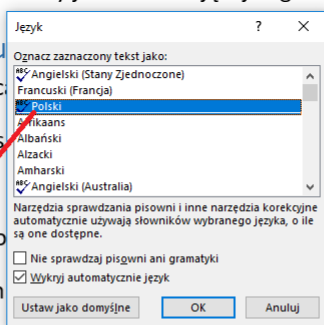 Język
Oznacz zaznaczony tekst jako:
Angielski (Stany Zjednoczone)
Francuski (Francja)
Polski
Afrikaans
Albański
Alzacki
Amharski
Angielski (Australia)
Narzędzia sprawdzania pisowni i inne narzędzia korekcyjne
automatycznie używają słowników wybranego języka, o ile
są one dostępne.
Nie sprawdzaj pisowni ani gramatyki
Wykryj automatycznie język
Ustaw jako domyślne OK Anuluj